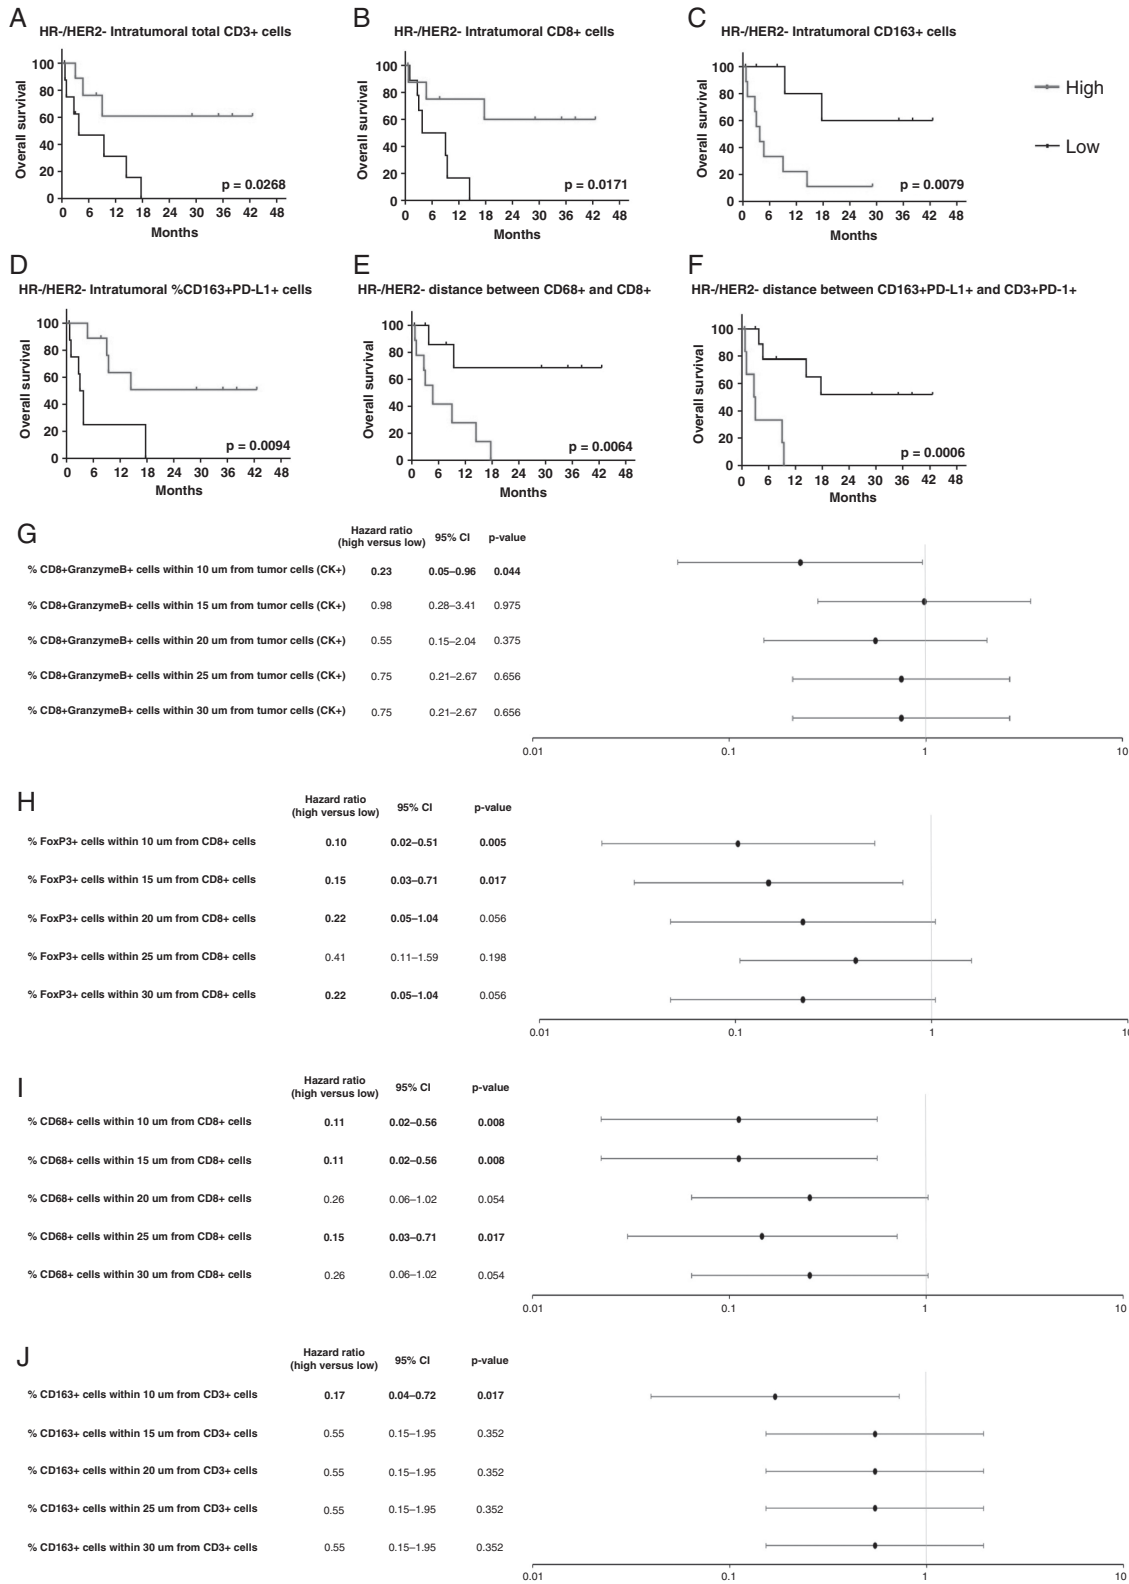 A
HR-/HER2- Intratumoral total CD3+ cells
Overall survival
100
80
60
40
20
0
p = 0.0268
0 6 12 18 24 30 36 42 48
Months
B
HR-/HER2- Intratumoral CD8+ cells
Overall survival
100
80
60
40
20
0
p = 0.0171
0 6 12 18 24 30 36 42 48
Months
C
HR-/HER2- Intratumoral CD163+ cells
Overall survival
100
80
60
40
20
0
p = 0.0079
0 6 12 18 24 30 36 42 48
Months
High
Low
D
HR-/HER2- Intratumoral %CD163+PD-L1+ cells
Overall survival
100
80
60
40
20
0
p = 0.0094
0 6 12 18 24 30 36 42 48
Months
E
HR-/HER2- distance between CD68+ and CD8+
Overall survival
100
80
60
40
20
0
p = 0.0064
0 6 12 18 24 30 36 42 48
Months
F
HR-/HER2- distance between CD163+PD-L1+ and CD3+PD-1+
Overall survival
100
80
60
40
20
0
p = 0.0006
0 6 12 18 24 30 36 42 48
Months
G
Hazard ratio
(high versus low) 95% CI p-value
% CD8+GranzymeB+ cells within 10 um from tumor cells (CK+) 0.23 0.05–0.96 0.044
% CD8+GranzymeB+ cells within 15 um from tumor cells (CK+) 0.98 0.28–3.41 0.975
% CD8+GranzymeB+ cells within 20 um from tumor cells (CK+) 0.55 0.15–2.04 0.375
% CD8+GranzymeB+ cells within 25 um from tumor cells (CK+) 0.75 0.21–2.67 0.656
% CD8+GranzymeB+ cells within 30 um from tumor cells (CK+) 0.75 0.21–2.67 0.656
0.01 0.1 1 10
H
Hazard ratio
(high versus low) 95% CI p-value
% FoxP3+ cells within 10 um from CD8+ cells 0.10 0.02–0.51 0.005
% FoxP3+ cells within 15 um from CD8+ cells 0.15 0.03–0.71 0.017
% FoxP3+ cells within 20 um from CD8+ cells 0.22 0.05–1.04 0.056
% FoxP3+ cells within 25 um from CD8+ cells 0.41 0.11–1.59 0.198
% FoxP3+ cells within 30 um from CD8+ cells 0.22 0.05–1.04 0.056
0.01 0.1 1 10
I
Hazard ratio
(high versus low) 95% CI p-value
% CD68+ cells within 10 um from CD8+ cells 0.11 0.02–0.56 0.008
% CD68+ cells within 15 um from CD8+ cells 0.11 0.02–0.56 0.008
% CD68+ cells within 20 um from CD8+ cells 0.26 0.06–1.02 0.054
% CD68+ cells within 25 um from CD8+ cells 0.15 0.03–0.71 0.017
% CD68+ cells within 30 um from CD8+ cells 0.26 0.06–1.02 0.054
0.01 0.1 1 10
J
Hazard ratio
(high versus low) 95% CI p-value
% CD163+ cells within 10 um from CD3+ cells 0.17 0.04–0.72 0.017
% CD163+ cells within 15 um from CD3+ cells 0.55 0.15–1.95 0.352
% CD163+ cells within 20 um from CD3+ cells 0.55 0.15–1.95 0.352
% CD163+ cells within 25 um from CD3+ cells 0.55 0.15–1.95 0.352
% CD163+ cells within 30 um from CD3+ cells 0.55 0.15–1.95 0.352
0.01 0.1 1 10